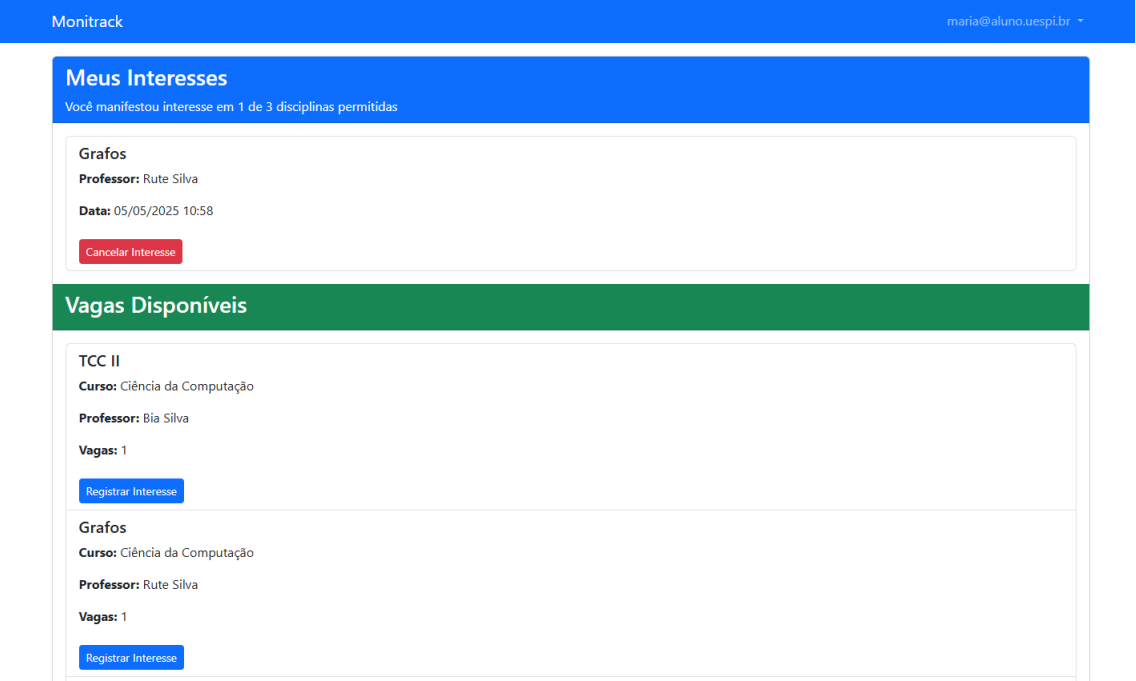 Monitrack
maria@aluno.uespi.br
Meus Interesses
Você manifestou interesse em 1 de 3 disciplinas permitidas
Grafos
Professor: Rute Silva
Data: 05/05/2025 10:58
Cancelar Interesse
Vagas Disponíveis
TCC II
Curso: Ciência da Computação
Professor: Bia Silva
Vagas: 1
Registrar Interesse
Grafos
Curso: Ciência da Computação
Professor: Rute Silva
Vagas: 1
Registrar Interesse